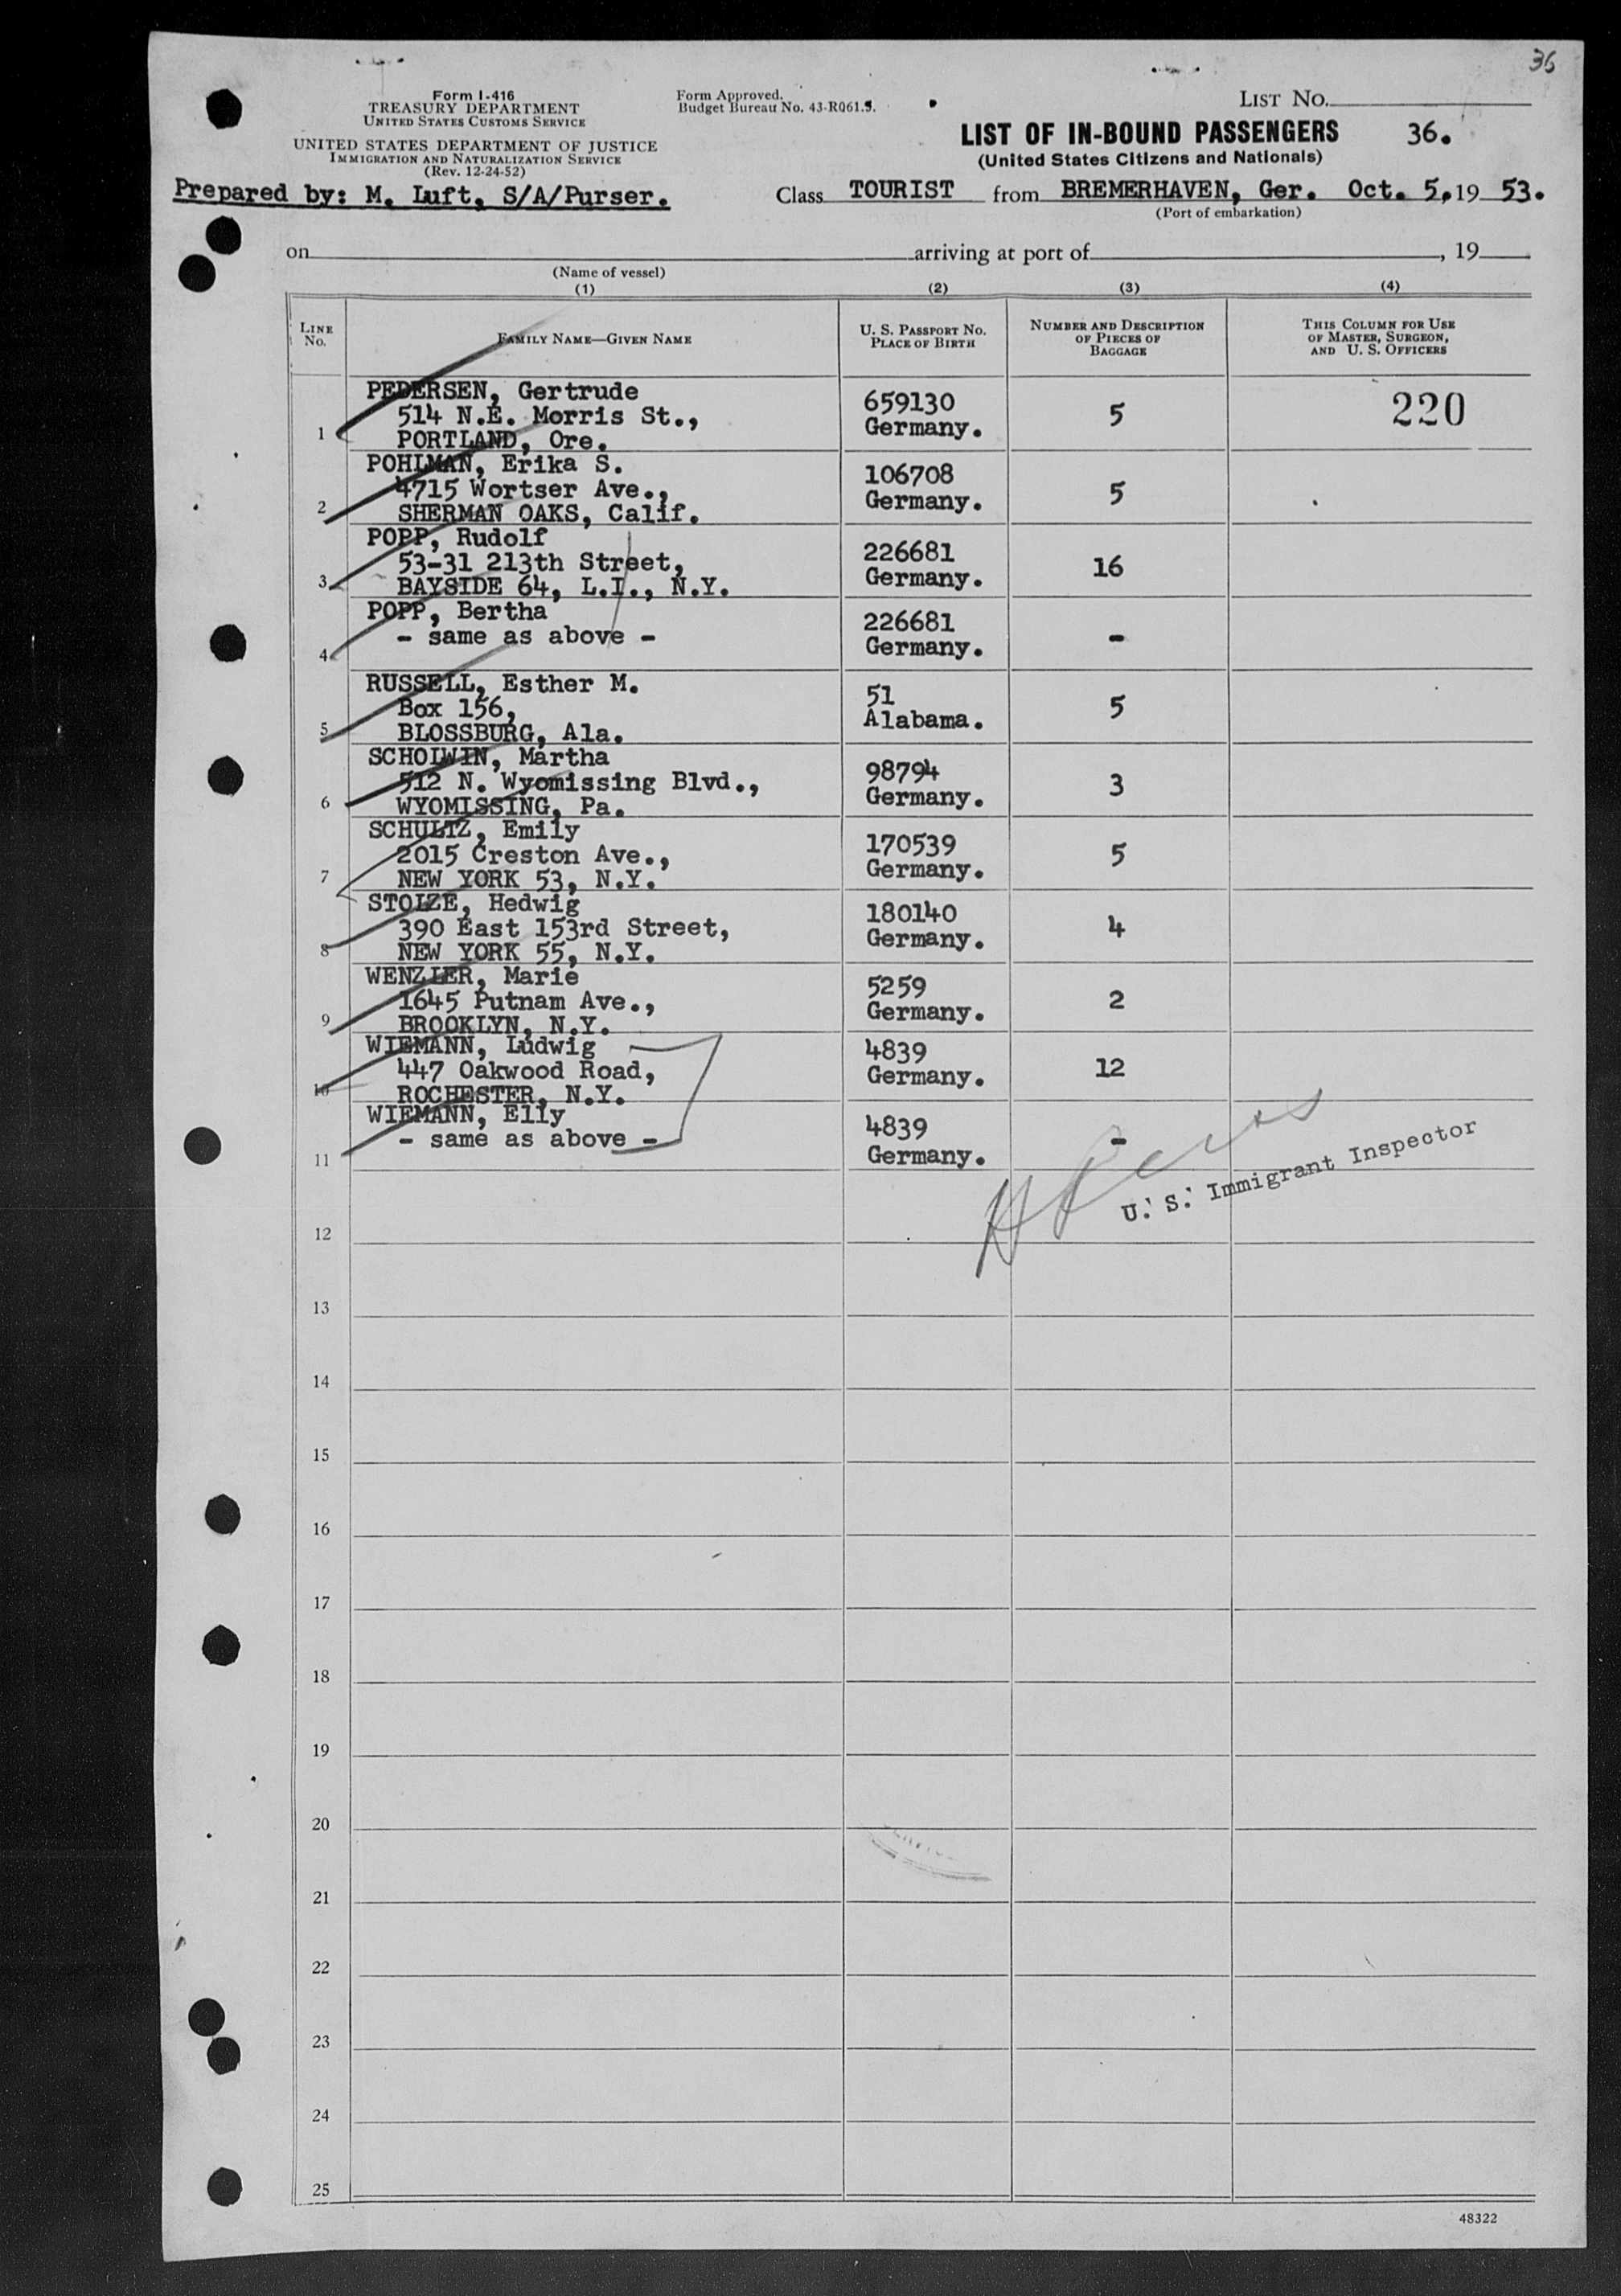 36
Form I-416
TREASURY DEPARTMENT
UNITED STATES CUSTOMS SERVICE
UNITED STATES DEPARTMENT OF JUSTICE
IMMIGRATION AND NATURALIZATION SERVICE
(Rev. 12-24-52)
Form Approved.
Budget Bureau No. 43-R061.5.
LIST NO.
LIST OF IN-BOUND PASSENGERS 36.
(United States Citizens and Nationals)
Prepared by: M. Luft, S/A/Purser.
Class TOURIST from BREMERHAVEN, Ger. Oct. 5, 19 53.
(Port of embarkation)
on arriving at port of , 19
(Name of vessel)
(1) (2) (3) (4)
LINE NO.
FAMILY NAME—GIVEN NAME
U. S. PASSPORT NO.
PLACE OF BIRTH
NUMBER AND DESCRIPTION
OF PIECES OF
BAGGAGE
THIS COLUMN FOR USE
OF MASTER, SURGEON,
AND U. S. OFFICERS
PEDERSEN, Gertrude
514 N.E. Morris St., 659130 5 220
1 PORTLAND, Ore. Germany.
POHLMAN, Erika S.
4715 Wortser Ave., 106708 5
2 SHERMAN OAKS, Calif. Germany.
POPP, Rudolf
53-31 213th Street, 226681 16
3 BAYSIDE 64, L.I., N.Y. Germany.
POPP, Bertha 226681
4 - same as above - Germany. -
RUSSELL, Esther M.
Box 156, 51 5
5 BLOSSBURG, Ala. Alabama.
SCHOLWIN, Martha
512 N. Wyomissing Blvd., 98794 3
6 WYOMISSING, Pa. Germany.
SCHULTZ, Emily
2015 Creston Ave., 170539 5
7 NEW YORK 53, N.Y. Germany.
STOLZE, Hedwig
390 East 153rd Street, 180140 4
8 NEW YORK 55, N.Y. Germany.
WENZLER, Marie
1645 Putnam Ave., 5259 2
9 BROOKLYN, N.Y. Germany.
WIEMANN, Ludwig
447 Oakwood Road, 4839 12
10 ROCHESTER, N.Y. Germany.
WIEMANN, Elly 4839
11 - same as above - Germany. -
U. S. Immigrant Inspector
12
13
14
15
16
17
18
19
20
21
22
23
24
25
48322